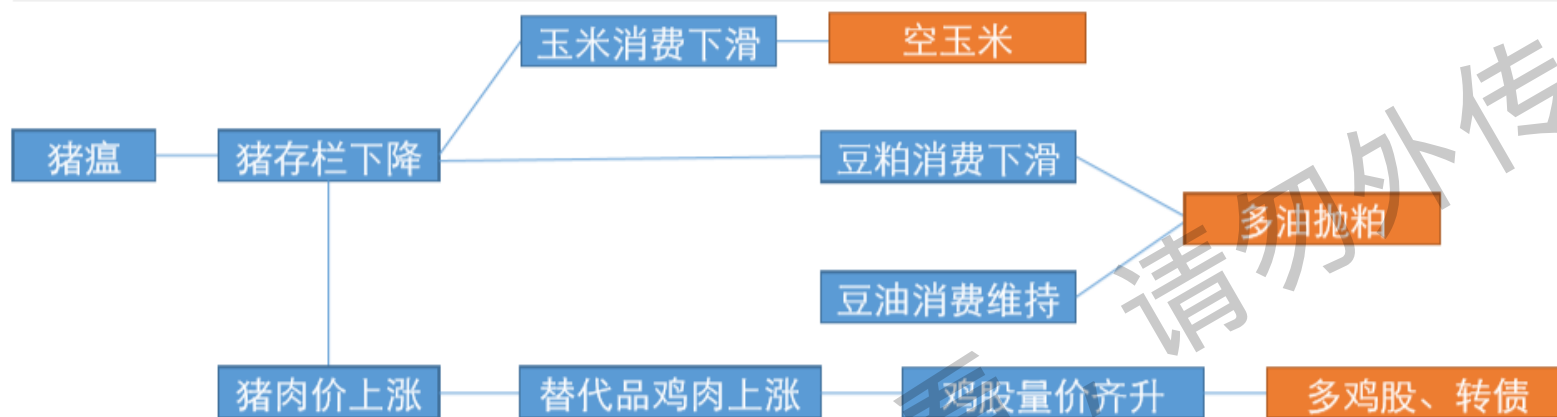 玉米消费下滑
空玉米
猪瘟
猪存栏下降
豆粕消费下滑
多油抛粕
豆油消费维持
猪肉价上涨
替代品鸡肉上涨
鸡股量价齐升
多鸡股、转债
请勿外传